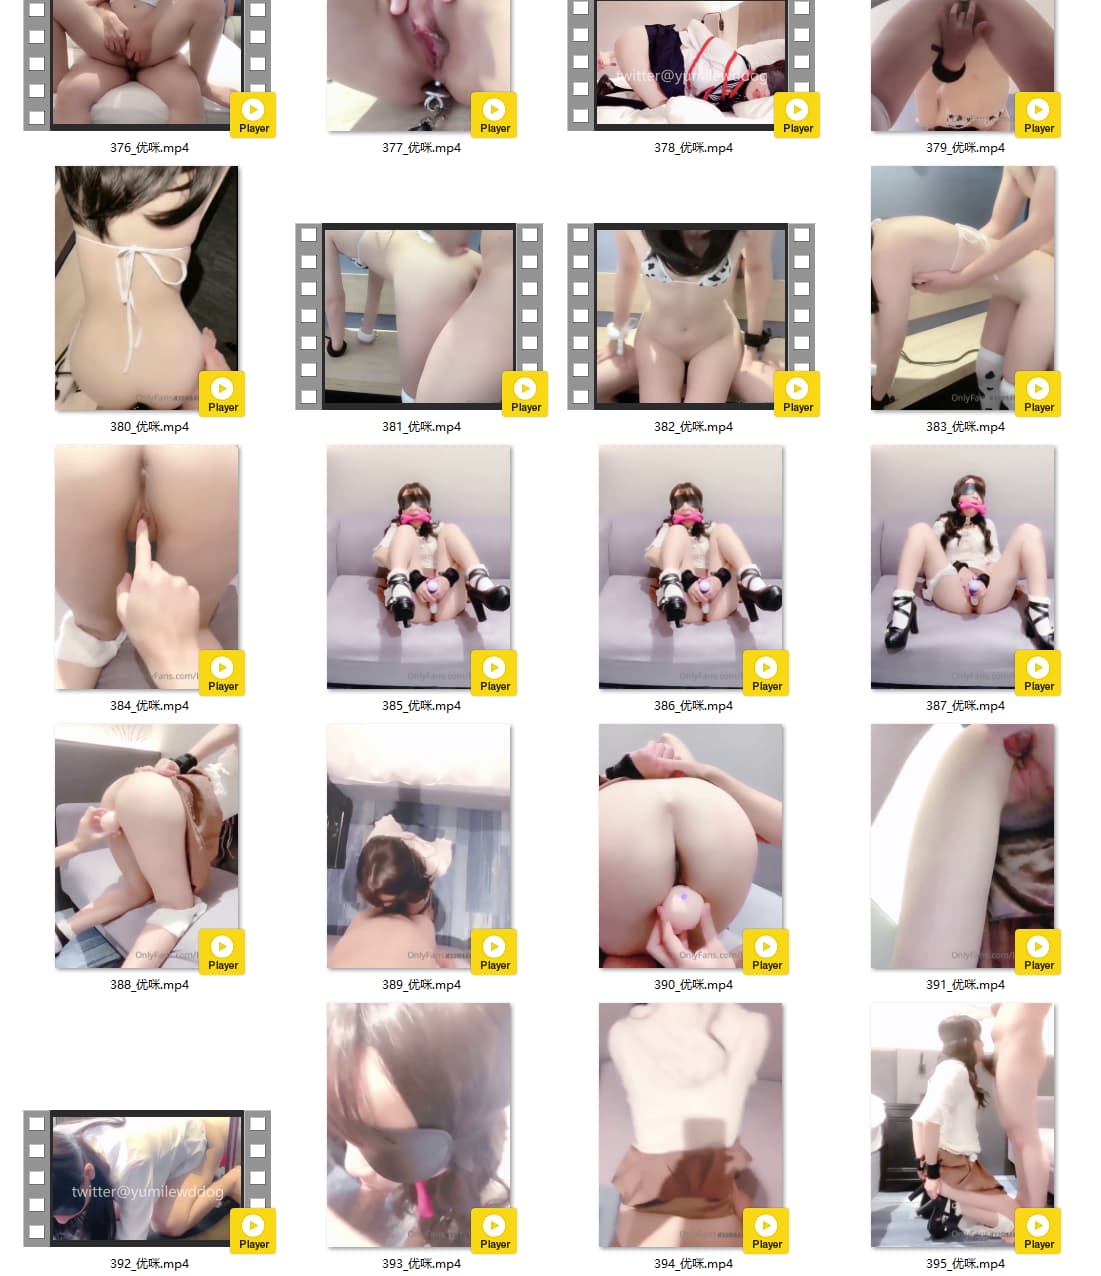 twitter@yumilewddog
Player
Player
Player
Player
376_优咪.mp4
377_优咪.mp4
378_优咪.mp4
379_优咪.mp4
OnlyFans
Player
Player
Player
Player
380_优咪.mp4
381_优咪.mp4
382_优咪.mp4
383_优咪.mp4
OnlyFans.com/
OnlyFans.com/
OnlyFans.com/
OnlyFans.com/
Player
Player
Player
Player
384_优咪.mp4
385_优咪.mp4
386_优咪.mp4
387_优咪.mp4
OnlyFans.com/
OnlyFans
OnlyFans.com/
OnlyFans.com/
Player
Player
Player
Player
388_优咪.mp4
389_优咪.mp4
390_优咪.mp4
391_优咪.mp4
twitter@yumilewddog
Player
Player
Player
Player
392_优咪.mp4
393_优咪.mp4
394_优咪.mp4
395_优咪.mp4